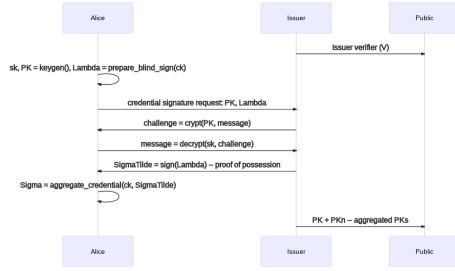 Alice
Issuer
Public
Issuer verifier (V)
sk, PK = keygen(), Lambda = prepare_blind_sign(ck)
credential signature request: PK, Lambda
challenge = crypt(PK, message)
message = decrypt(sk, challenge)
SigmaTilde = sign(Lambda) -- proof of possession
Sigma = aggregate_credential(ck, SigmaTilde)
PK + PKn -- aggregated PKs
Alice
Issuer
Public